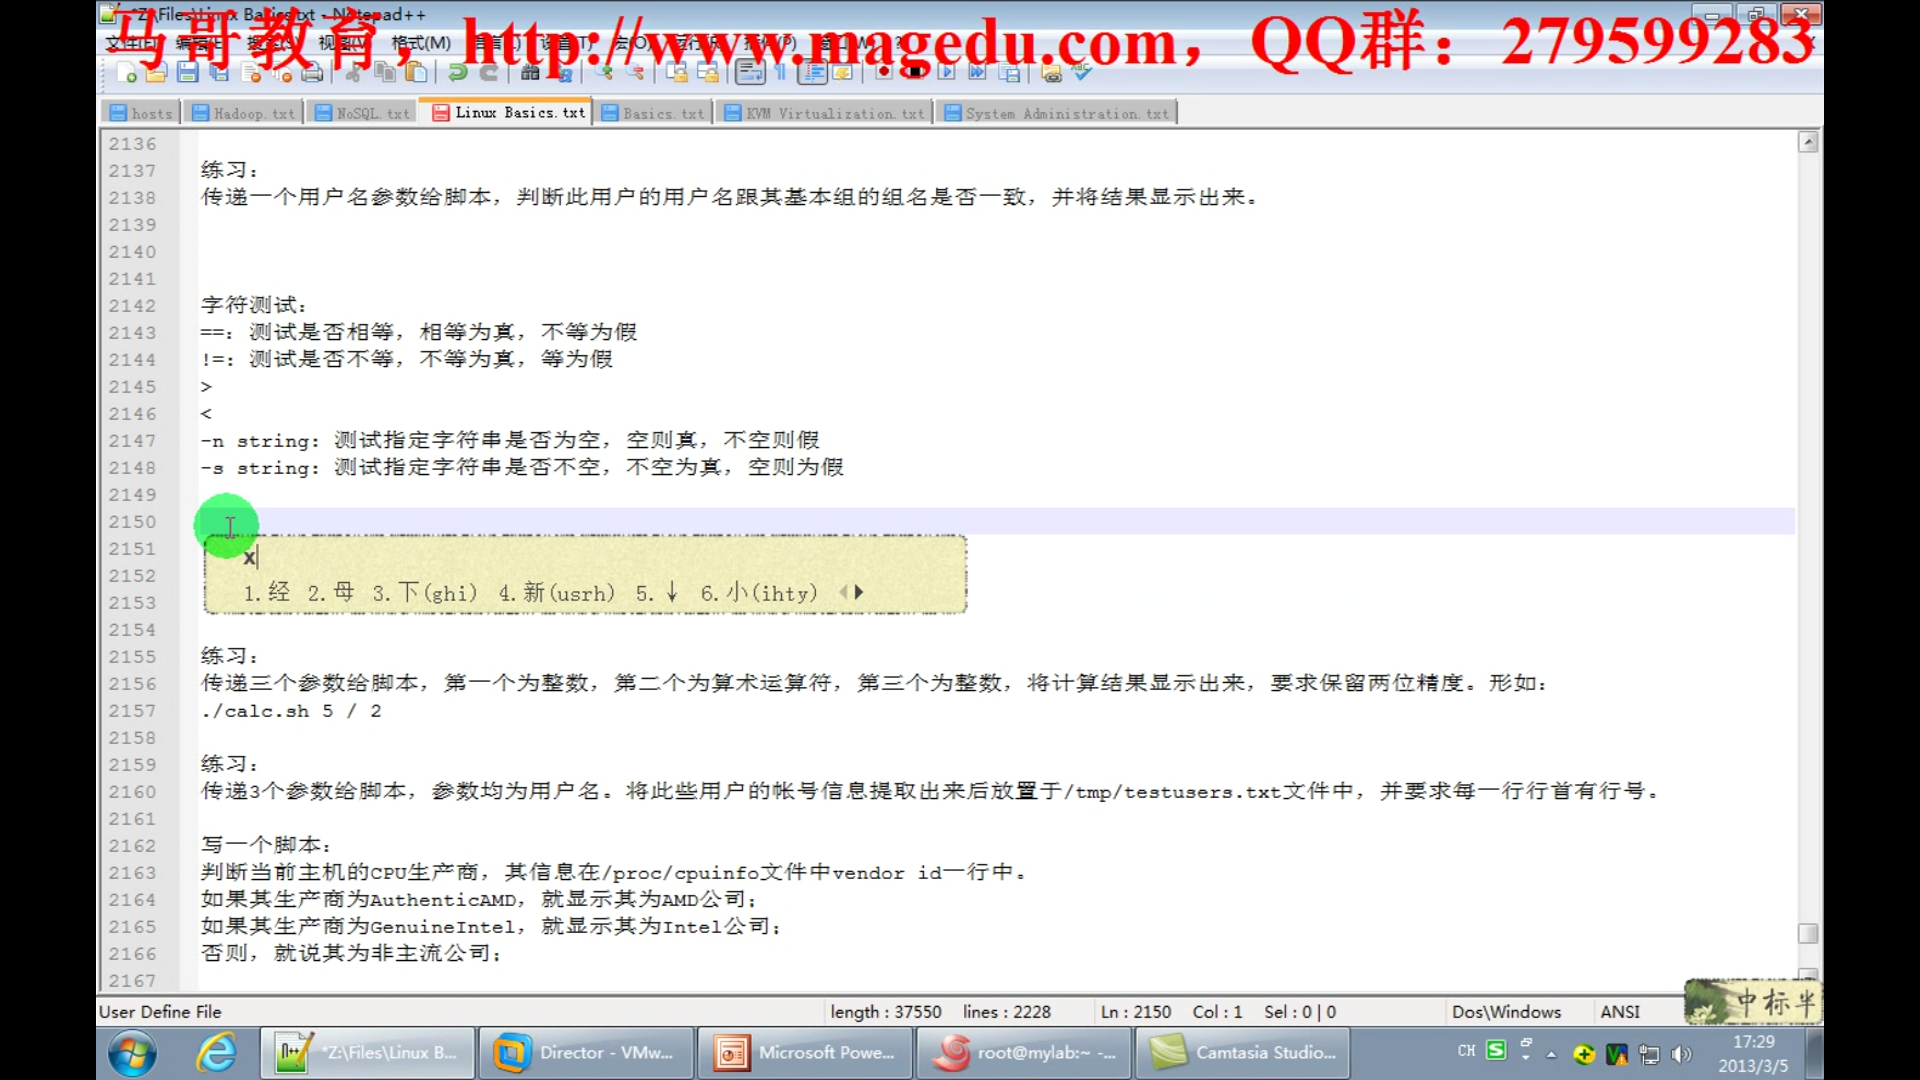 *Z:\Files\Linux Basics.txt - Notepad++
马哥教育，http://www.magedu.com，QQ群：279599283
hosts Hadoop.txt NoSQL.txt Linux Basics.txt Basics.txt KVM Virtualization.txt System Administration.txt
2136
2137 练习：
2138 传递一个用户名参数给脚本，判断此用户的用户名跟其基本组的组名是否一致，并将结果显示出来。
2139
2140
2141
2142 字符测试：
2143 ==：测试是否相等，相等为真，不等为假
2144 !=：测试是否不等，不等为真，等为假
2145 >
2146 <
2147 -n string：测试指定字符串是否为空，空则真，不空则假
2148 -s string：测试指定字符串是否不空，不空为真，空则为假
2149
2150
2151 x
2152 1.经 2.母 3.下(ghi) 4.新(usrh) 5.↓ 6.小(ihty)
2153
2154
2155 练习：
2156 传递三个参数给脚本，第一个为整数，第二个为算术运算符，第三个为整数，将计算结果显示出来，要求保留两位精度。形如：
2157 ./calc.sh 5 / 2
2158
2159 练习：
2160 传递3个参数给脚本，参数均为用户名。将此些用户的帐号信息提取出来后放置于/tmp/testusers.txt文件中，并要求每一行行首有行号。
2161
2162 写一个脚本：
2163 判断当前主机的CPU生产商，其信息在/proc/cpuinfo文件中vendor id一行中。
2164 如果其生产商为AuthenticAMD，就显示其为AMD公司；
2165 如果其生产商为GenuineIntel，就显示其为Intel公司；
2166 否则，就说其为非主流公司；
2167
中标半
User Define File length : 37550 lines : 2228 Ln : 2150 Col : 1 Sel : 0 | 0 Dos\Windows ANSI
*Z:\Files\Linux B... Director - VMw... Microsoft Powe... root@mylab:~ -... Camtasia Studio... CH 17:29
2013/3/5